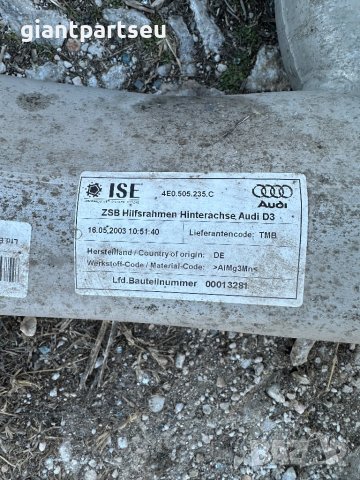 giantpartseu
ISE
4E0.505.235.C
Audi
ZSB Hilfsrahmen Hinterachse Audi D3
16.05.2003 10:51:40 Lieferantencode: TMB
Herstellland / Country of origin: DE
Werkstoff-Code / Material-Code: >AlMg3Mn<
Lfd.Bauteilnummer 00013281